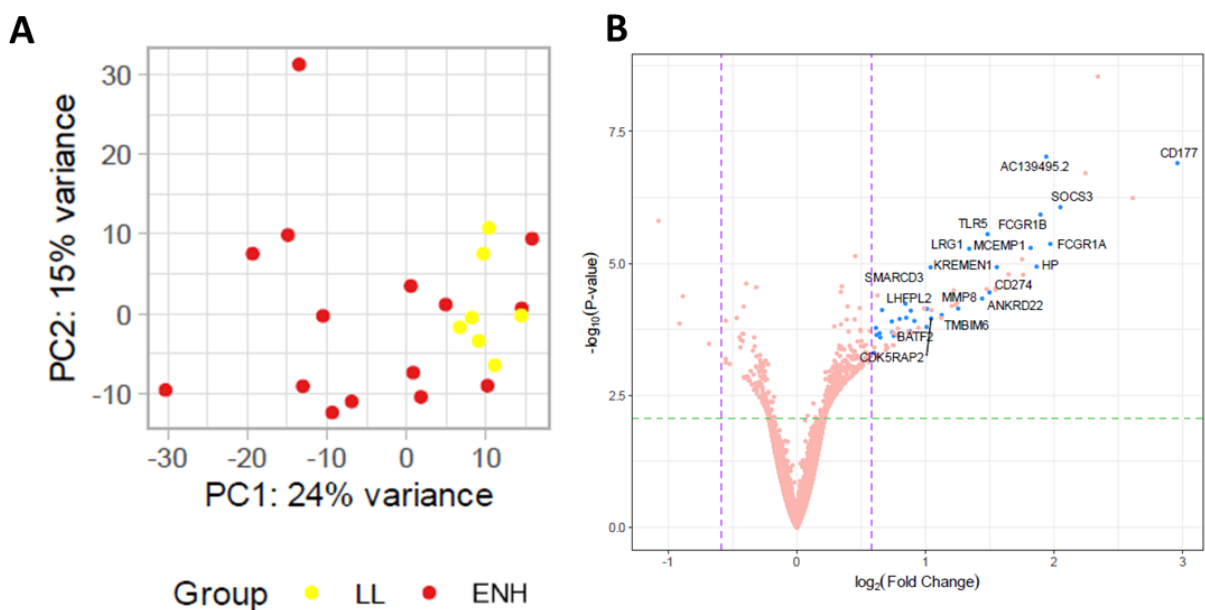 A
B
PC2: 15% variance
30
20
10
0
-10
-30
-20
-10
0
10
PC1: 24% variance
Group LL ENH
-log10(P-value)
7.5
5.0
2.5
0.0
AC139495.2
CD177
SOCS3
TLR5
FCGR1B
LRG1
MCEMP1
FCGR1A
KREMEN1
HP
SMARCD3
CD274
LHFPL2
MMP8
ANKRD22
TMBIM6
BATF2
CDK5RAP2
-1
0
1
2
3
log2(Fold Change)